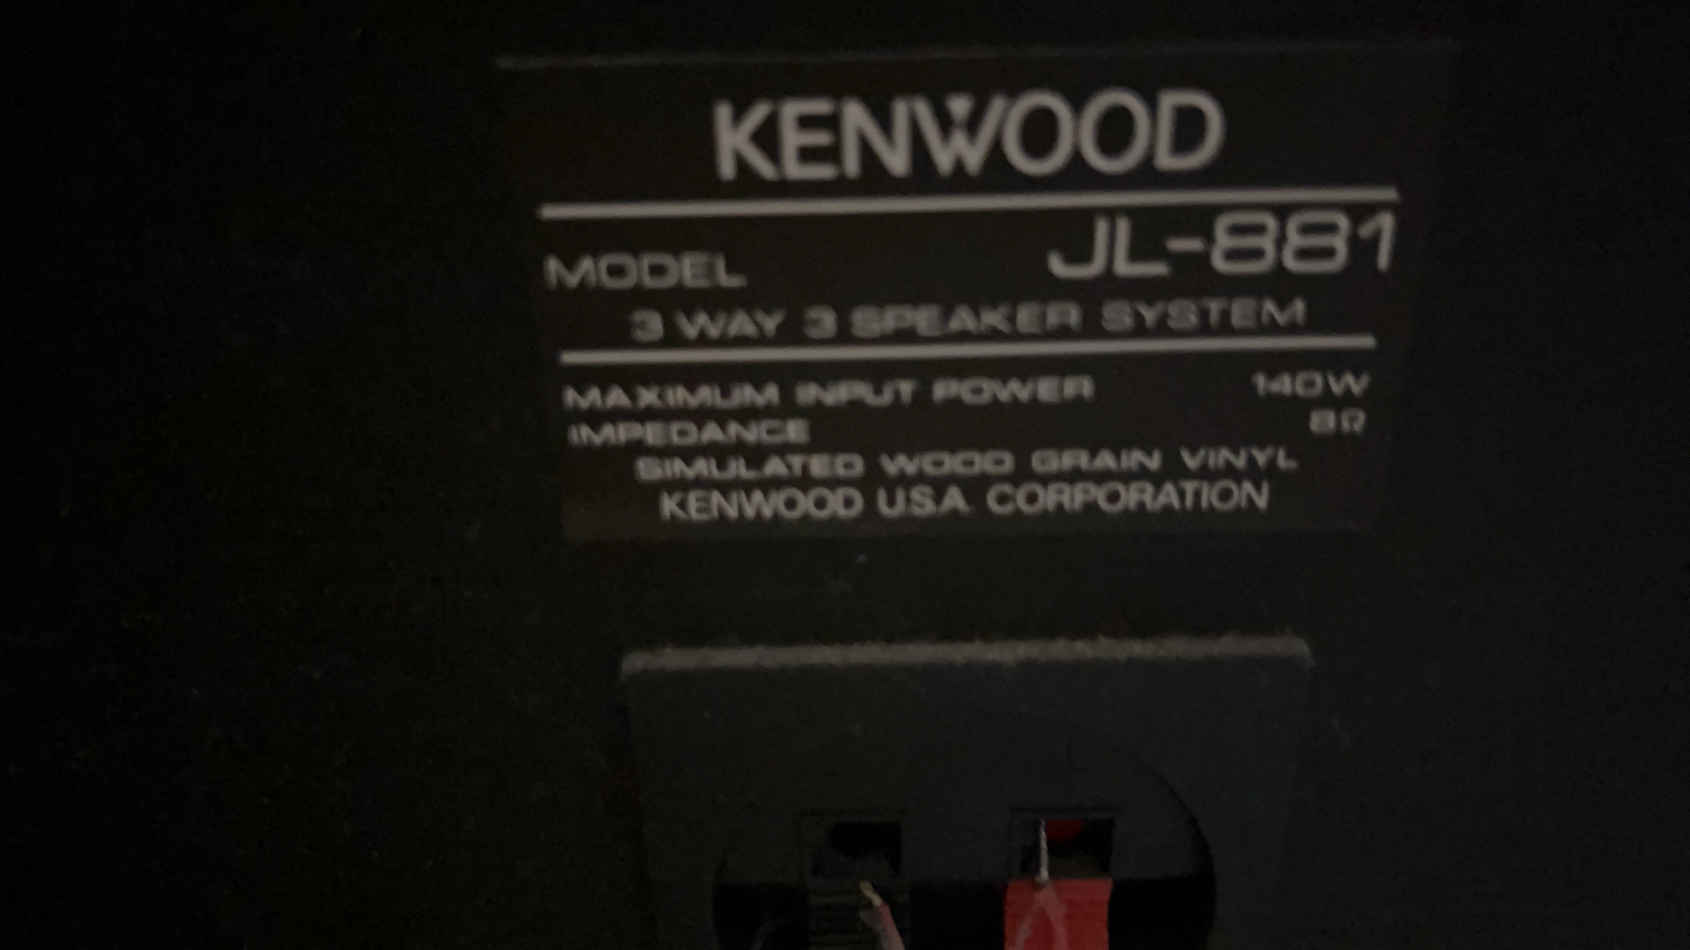 KENWOOD
MODEL JL-881
3 WAY 3 SPEAKER SYSTEM
MAXIMUM INPUT POWER 140W
IMPEDANCE 8Ω
SIMULATED WOOD GRAIN VINYL
KENWOOD U.S.A. CORPORATION